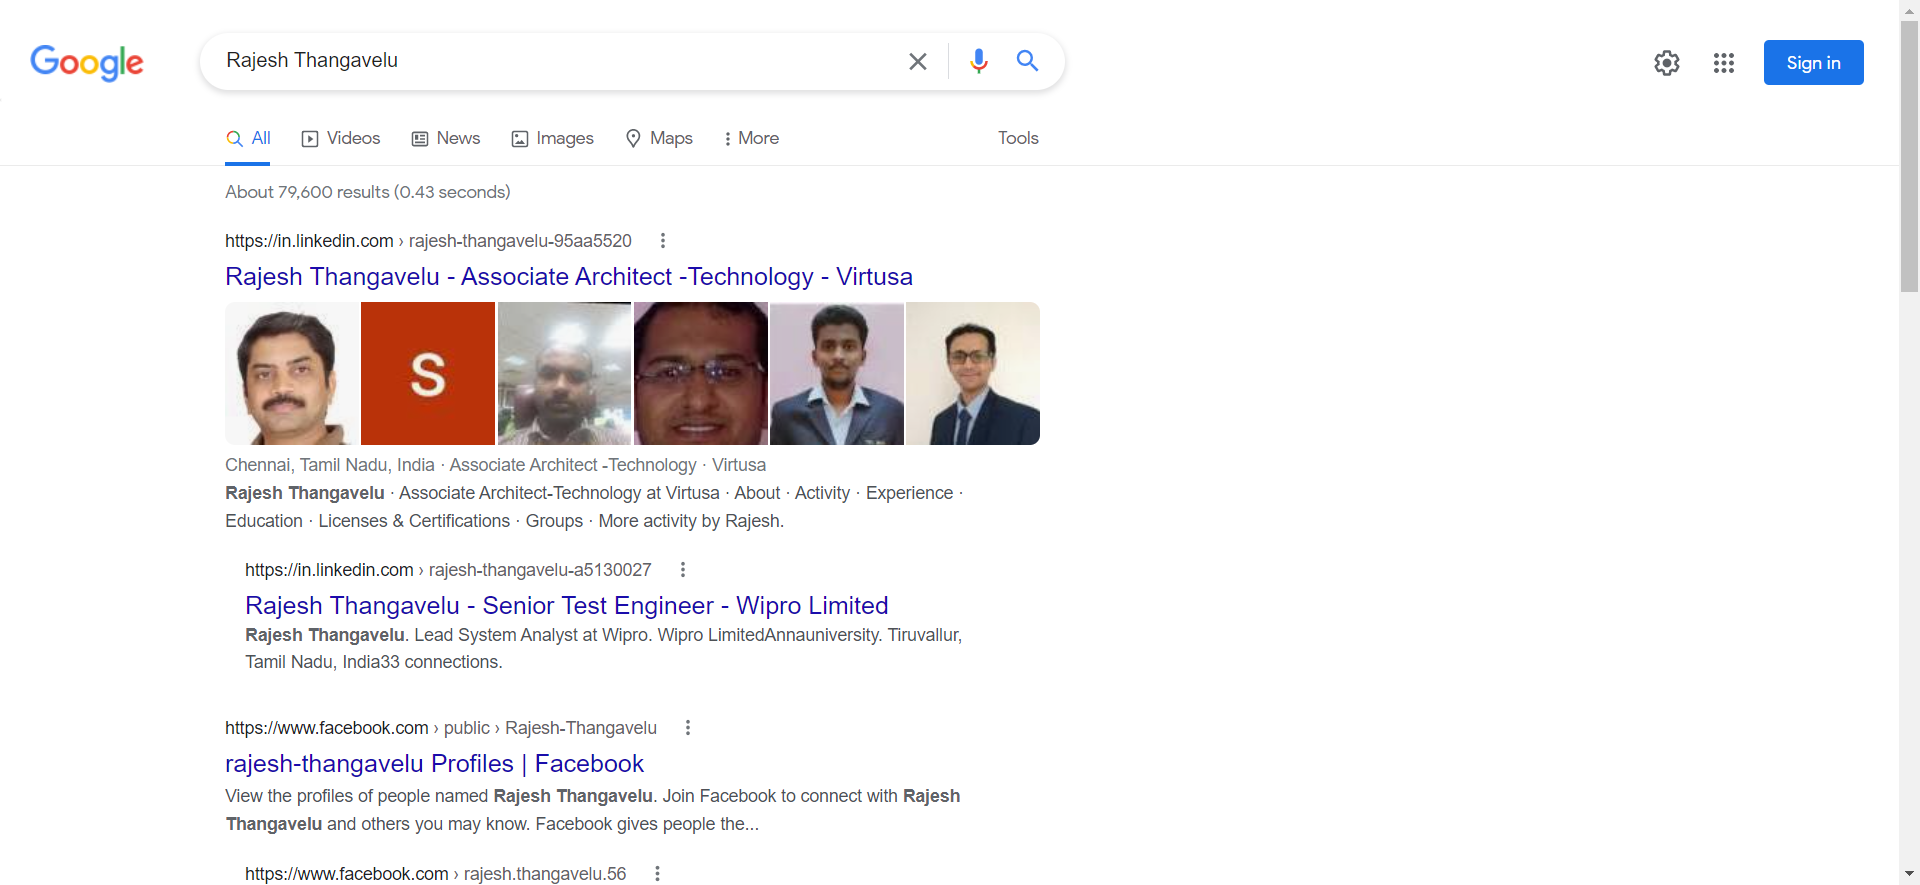 Google
Rajesh Thangavelu
Sign in
All
Videos
News
Images
Maps
More
Tools
About 79,600 results (0.43 seconds)
https://in.linkedin.com › rajesh-thangavelu-95aa5520
Rajesh Thangavelu - Associate Architect -Technology - Virtusa
S
Chennai, Tamil Nadu, India · Associate Architect -Technology · Virtusa
Rajesh Thangavelu · Associate Architect-Technology at Virtusa · About · Activity · Experience ·
Education · Licenses & Certifications · Groups · More activity by Rajesh.
https://in.linkedin.com › rajesh-thangavelu-a5130027
Rajesh Thangavelu - Senior Test Engineer - Wipro Limited
Rajesh Thangavelu. Lead System Analyst at Wipro. Wipro LimitedAnnauniversity. Tiruvallur,
Tamil Nadu, India33 connections.
https://www.facebook.com › public › Rajesh-Thangavelu
rajesh-thangavelu Profiles | Facebook
View the profiles of people named Rajesh Thangavelu. Join Facebook to connect with Rajesh
Thangavelu and others you may know. Facebook gives people the...
https://www.facebook.com › rajesh.thangavelu.56